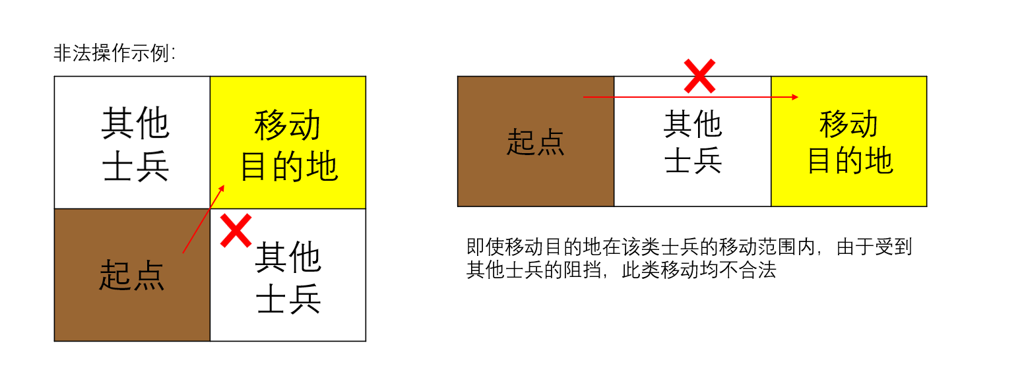 非法操作示例：
其他
士兵
移动
目的地
起点
其他
士兵
起点
其他
士兵
移动
目的地
即使移动目的地在该类士兵的移动范围内，由于受到
其他士兵的阻挡，此类移动均不合法